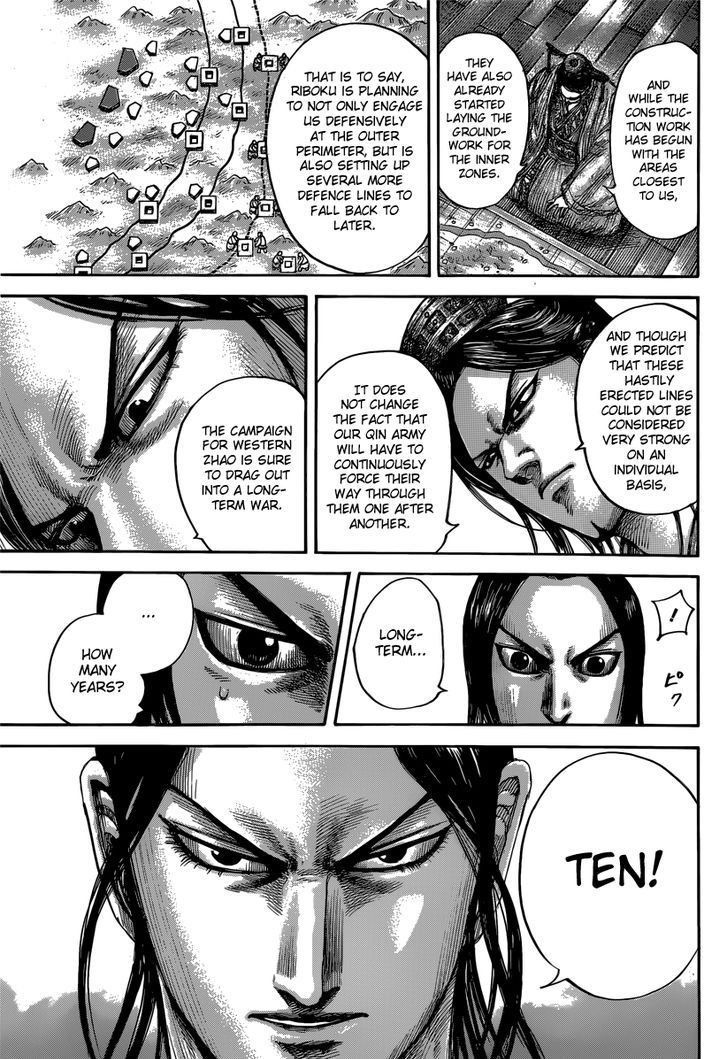 AND
WHILE THE
CONSTRUC-
TION WORK
HAS BEGUN
WITH THE
AREAS
CLOSEST
TO US,
THEY
HAVE ALSO
ALREADY
STARTED
LAYING THE
GROUND-
WORK FOR
THE INNER
ZONES.
THAT IS TO SAY,
RIBOKU IS PLANNING
TO NOT ONLY ENGAGE
US DEFENSIVELY
AT THE OUTER
PERIMETER, BUT IS
ALSO SETTING UP
SEVERAL MORE
DEFENCE LINES TO
FALL BACK TO
LATER.
AND THOUGH
WE PREDICT
THAT THESE
HASTILY
ERECTED LINES
COULD NOT BE
CONSIDERED
VERY STRONG
ON AN
INDIVIDUAL
BASIS,
IT DOES
NOT CHANGE
THE FACT THAT
OUR QIN ARMY
WILL HAVE TO
CONTINUOUSLY
FORCE THEIR
WAY THROUGH
THEM ONE AFTER
ANOTHER.
THE CAMPAIGN
FOR WESTERN
ZHAO IS SURE
TO DRAG OUT
INTO A LONG-
TERM WAR.
!
ピク
LONG-
TERM...
...
HOW
MANY
YEARS?
TEN!